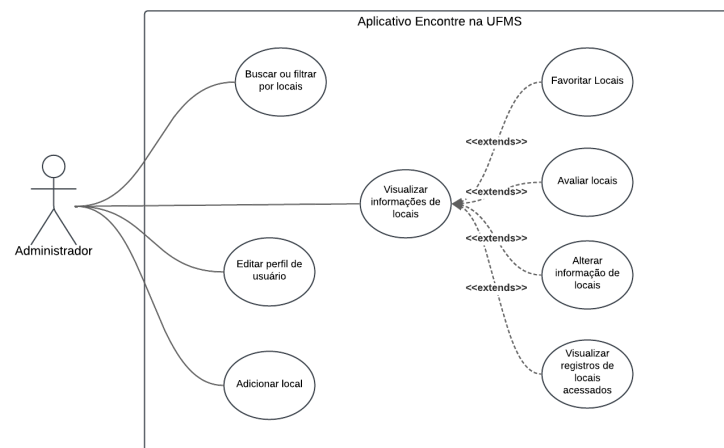 Aplicativo Encontre na UFMS
Buscar ou filtrar
por locais
Favoritar Locais
<<extends>>
Avaliar locais
<<extends>>
Visualizar
informações de
locais
Administrador
<<extends>>
Editar perfil de
usuário
Alterar
informação de
locais
<<extends>>
Adicionar local
Visualizar
registros de
locais
acessados